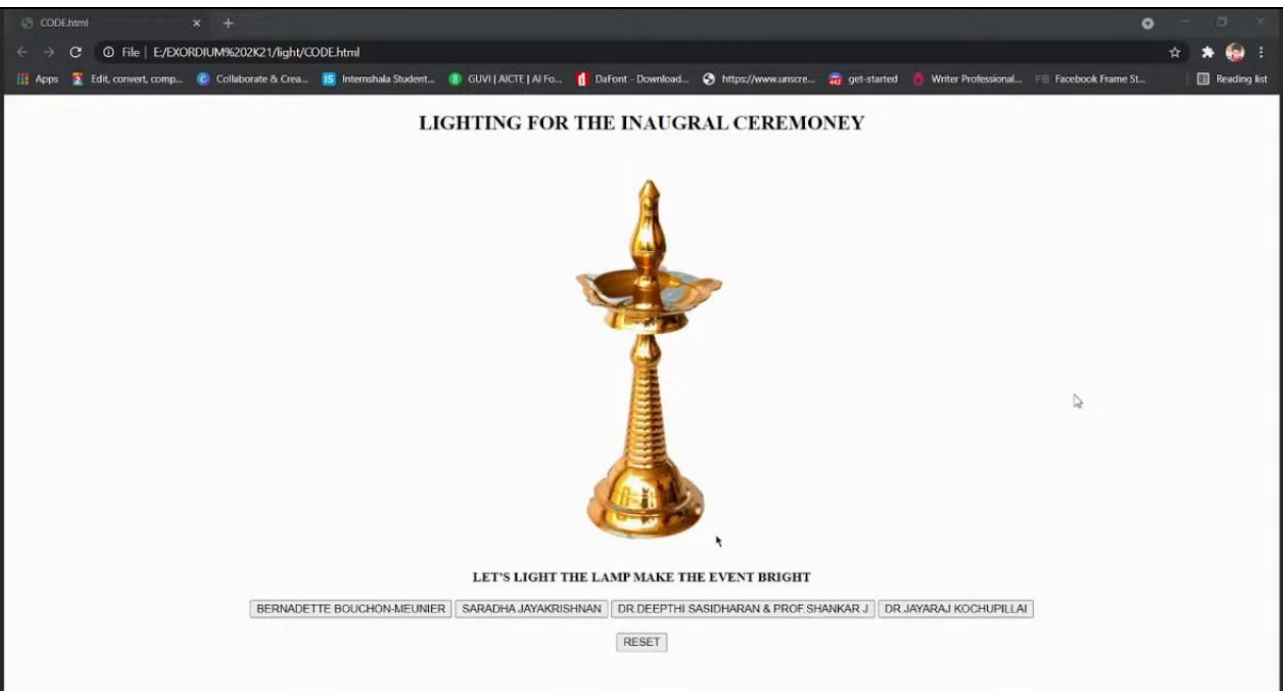 CODE.html
File | E:/EXORDIUM%202K21/light/CODE.html
Apps Edit, convert, comp... Collaborate & Crea... IS Internshala Student... GUVI | AICTE | AI Fo... d DaFont - Download... https://www.unscre... get-started Writer Professional... FB Facebook Frame St... Reading list
LIGHTING FOR THE INAUGRAL CEREMONEY
LET'S LIGHT THE LAMP MAKE THE EVENT BRIGHT
BERNADETTE BOUCHON-MEUNIER SARADHA JAYAKRISHNAN DR.DEEPTHI SASIDHARAN & PROF.SHANKAR J DR.JAYARAJ KOCHUPILLAI
RESET